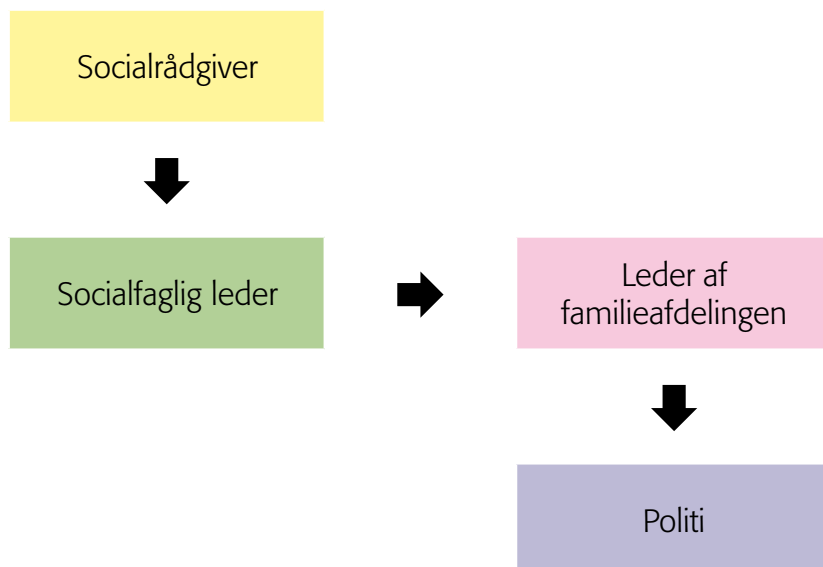 Socialrådgiver
Socialfaglig leder
Leder af
familieafdelingen
Politi